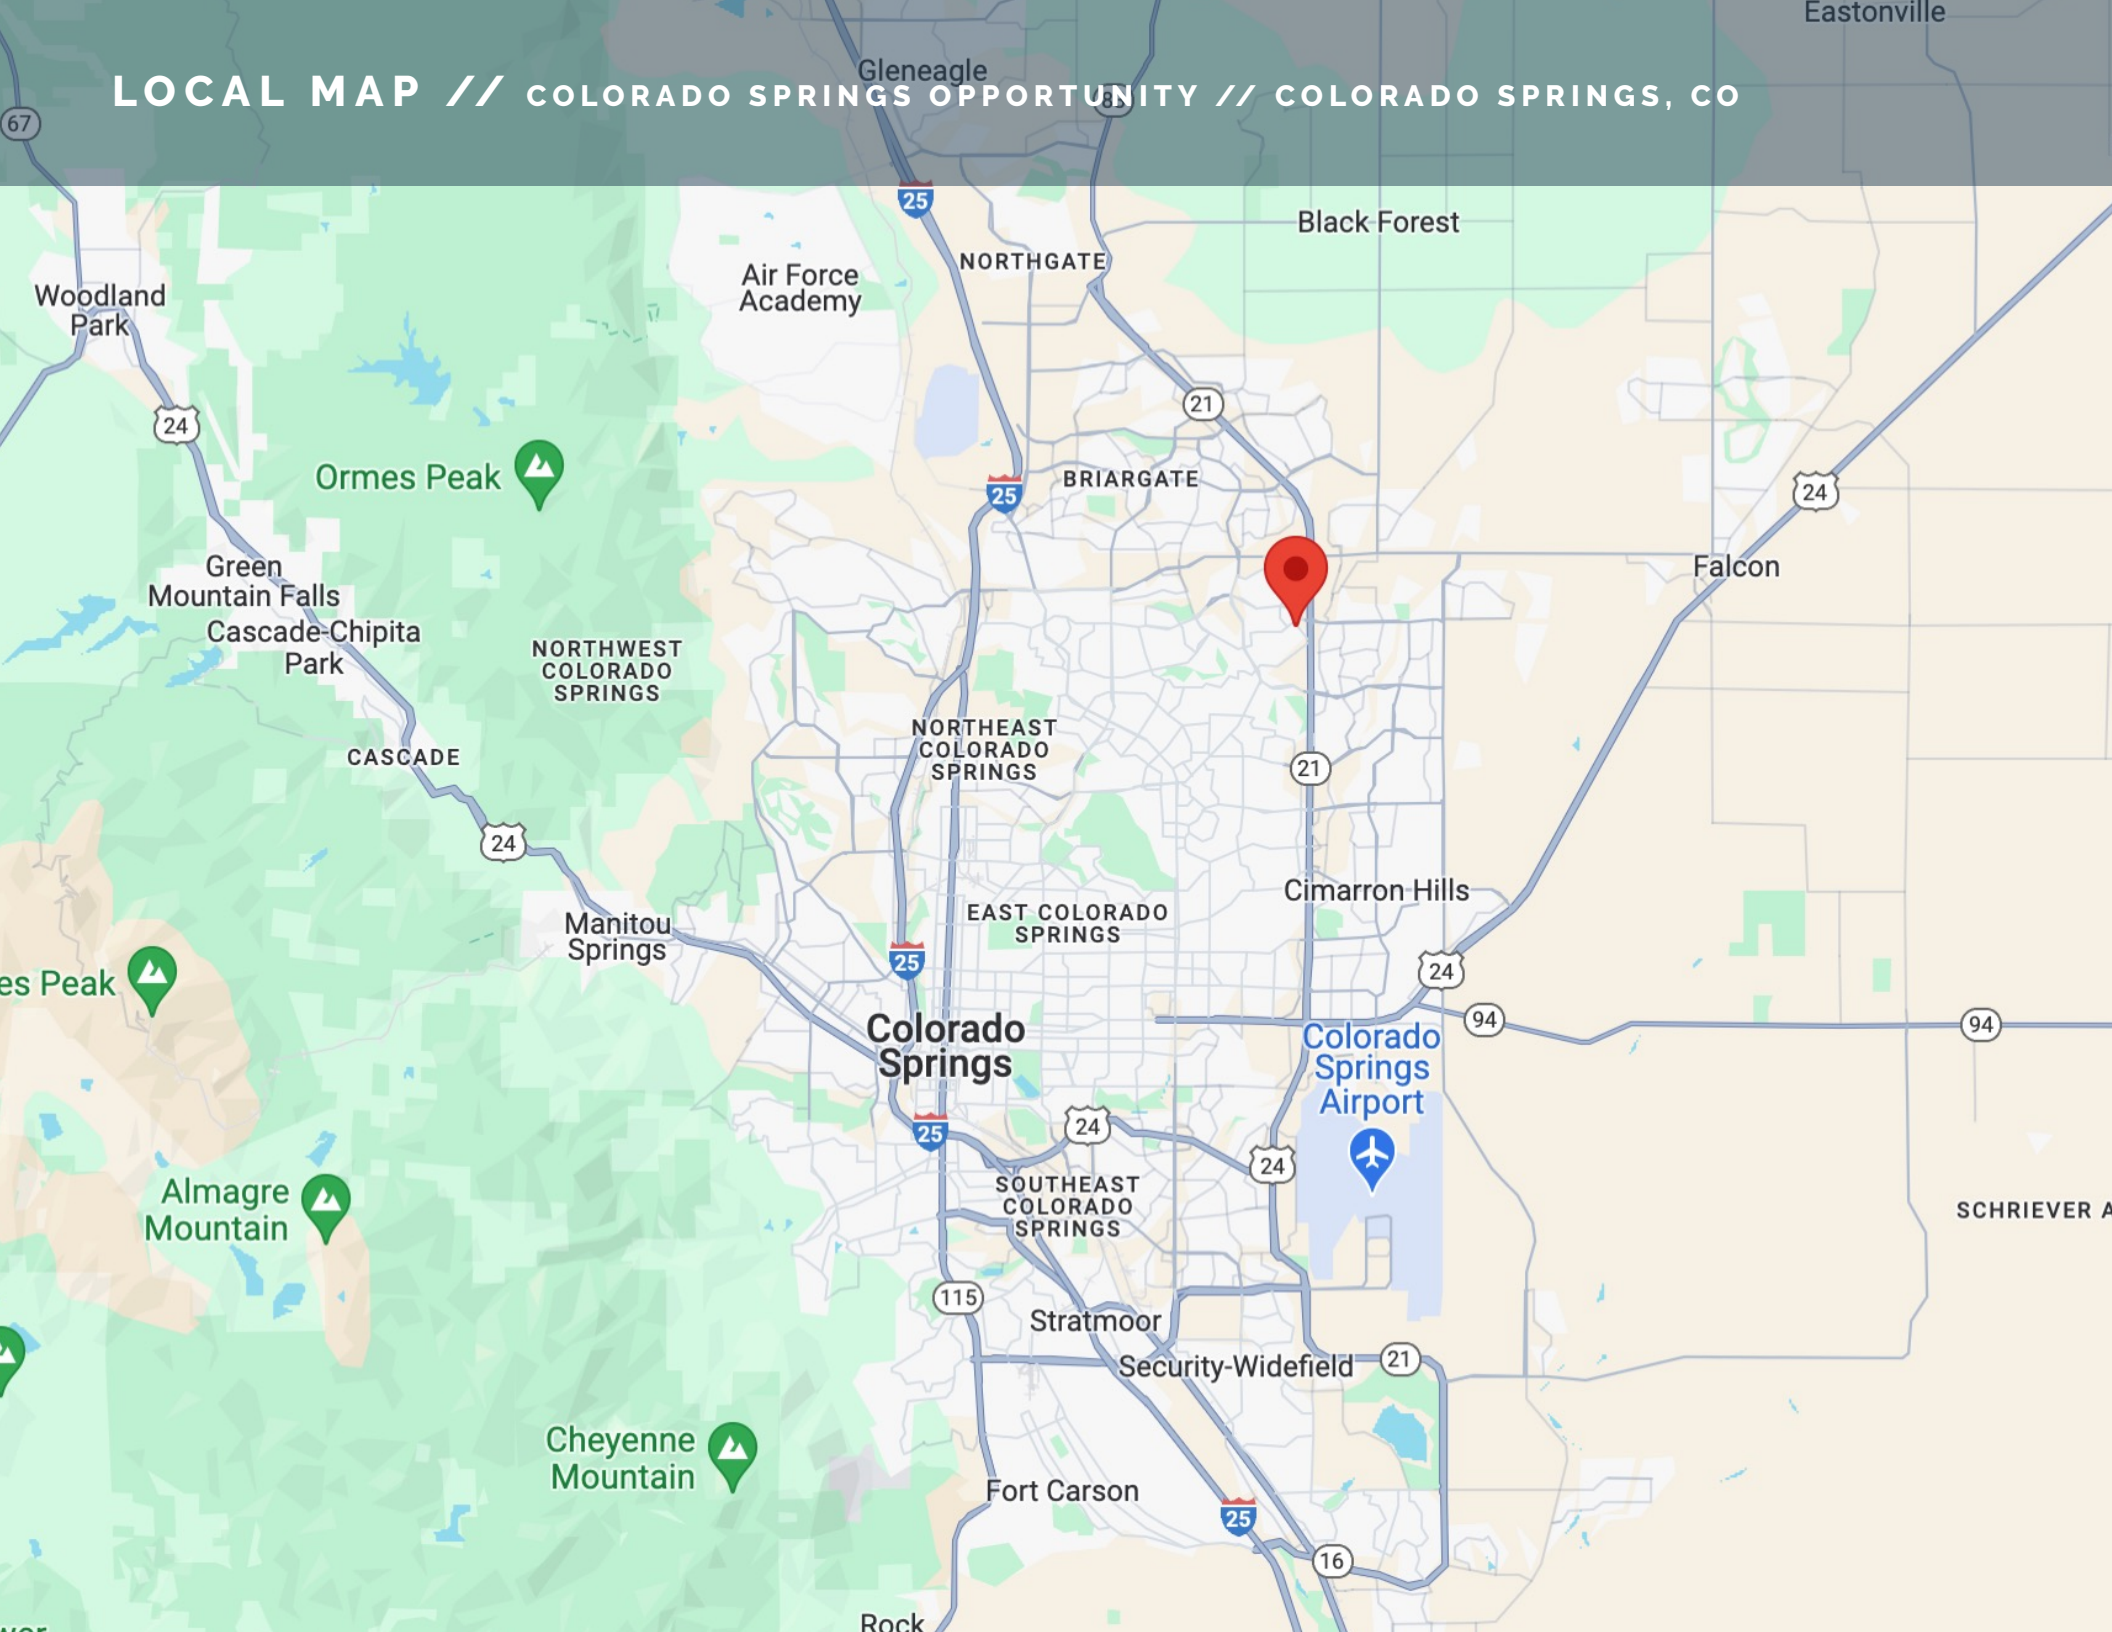 Eastonville
Gleneagle
LOCAL MAP // COLORADO SPRINGS OPPORTUNITY // COLORADO SPRINGS, CO
67
25
Black Forest
NORTHGATE
Air Force
Academy
Woodland
Park
21
24
Ormes Peak
BRIARGATE
25
24
Falcon
Green
Mountain Falls
Cascade-Chipita
Park
NORTHWEST
COLORADO
SPRINGS
NORTHEAST
COLORADO
SPRINGS
CASCADE
21
24
Cimarron Hills
EAST COLORADO
SPRINGS
Manitou
Springs
25
24
es Peak
94
94
Colorado
Springs
Colorado
Springs
Airport
24
25
24
Almagre
Mountain
SOUTHEAST
COLORADO
SPRINGS
SCHRIEVER A
115
Stratmoor
Security-Widefield
21
Cheyenne
Mountain
Fort Carson
25
16
Rock